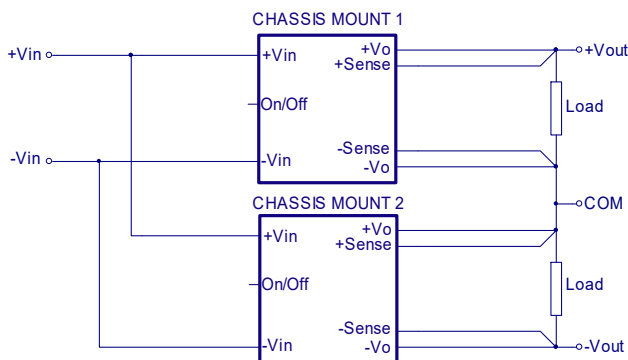 CHASSIS MOUNT 1
+Vin
+Vin
+Vo
+Vout
+Sense
On/Off
Load
-Vin
-Vin
-Sense
-Vo
CHASSIS MOUNT 2
COM
+Vin
+Vo
+Sense
On/Off
Load
-Vin
-Sense
-Vo
-Vout